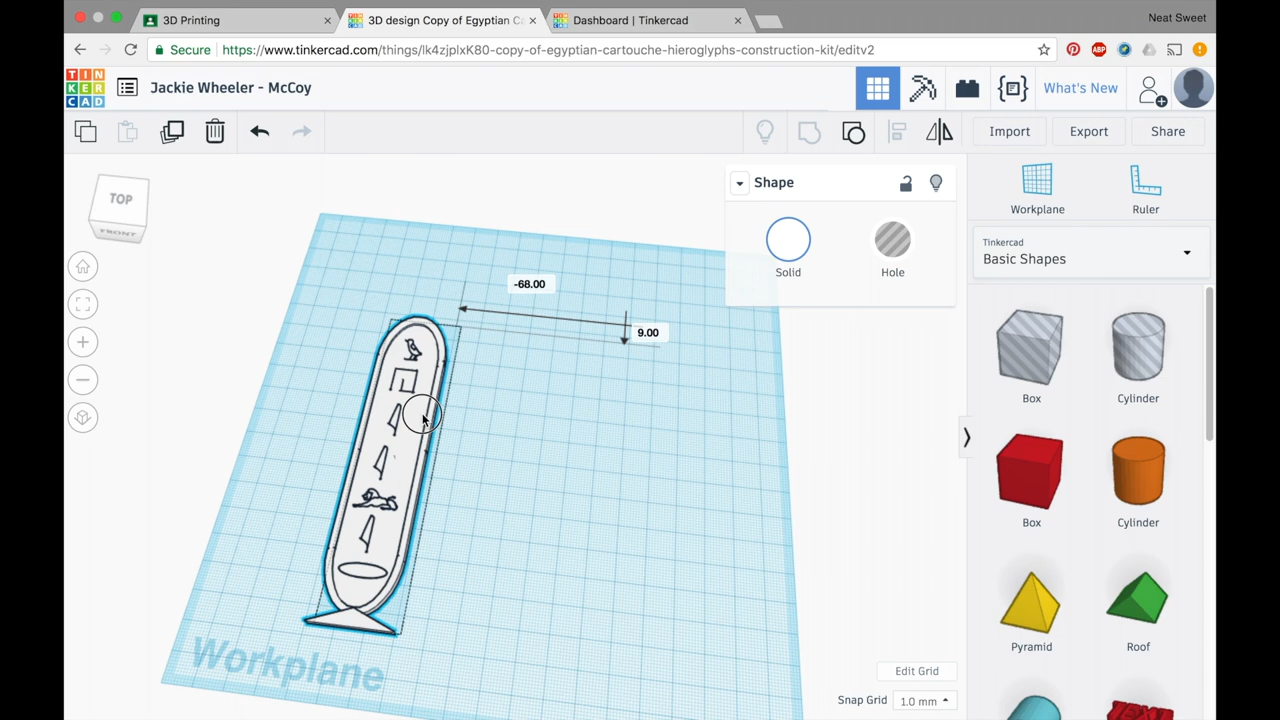 Neat Sweet
3D Printing
3D design Copy of Egyptian C
Dashboard | Tinkercad
Secure
https://www.tinkercad.com/things/lk4zjplxK80-copy-of-egyptian-cartouche-hieroglyphs-construction-kit/editv2
ABP
TIN
KER
CAD
Jackie Wheeler - McCoy
What's New
Import
Export
Share
TOP
FRONT
Shape
Solid
Hole
Workplane
Ruler
Tinkercad
Basic Shapes
-68.00
9.00
Box
Cylinder
Box
Cylinder
Pyramid
Roof
Workplane
Edit Grid
Snap Grid
1.0 mm